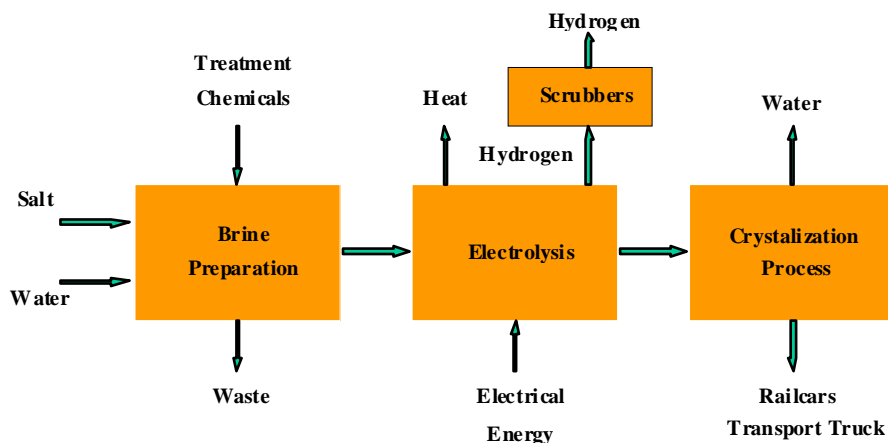 Hydrogen
Treatment
Chemicals
Heat
Scrubbers
Water
Hydrogen
Salt
Brine
Preparation
Electrolysis
Crystalization
Process
Water
Waste
Electrical
Energy
Railcars
Transport Truck